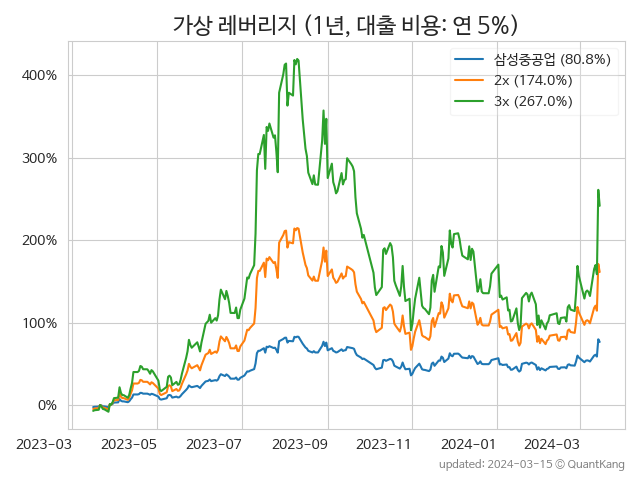 가상 레버리지 (1년, 대출 비용: 연 5%)
삼성중공업 (80.8%)
2x (174.0%)
3x (267.0%)
400%
300%
200%
100%
0%
2023-03 2023-05 2023-07 2023-09 2023-11 2024-01 2024-03
updated: 2024-03-15 © QuantKang